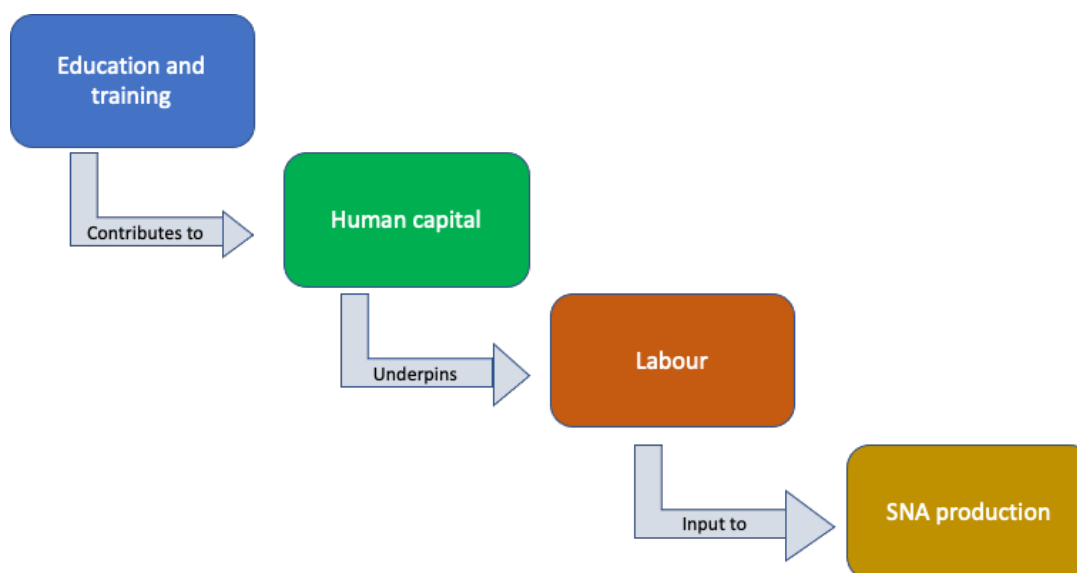 Education and
training
Contributes to
Human capital
Underpins
Labour
Input to
SNA production